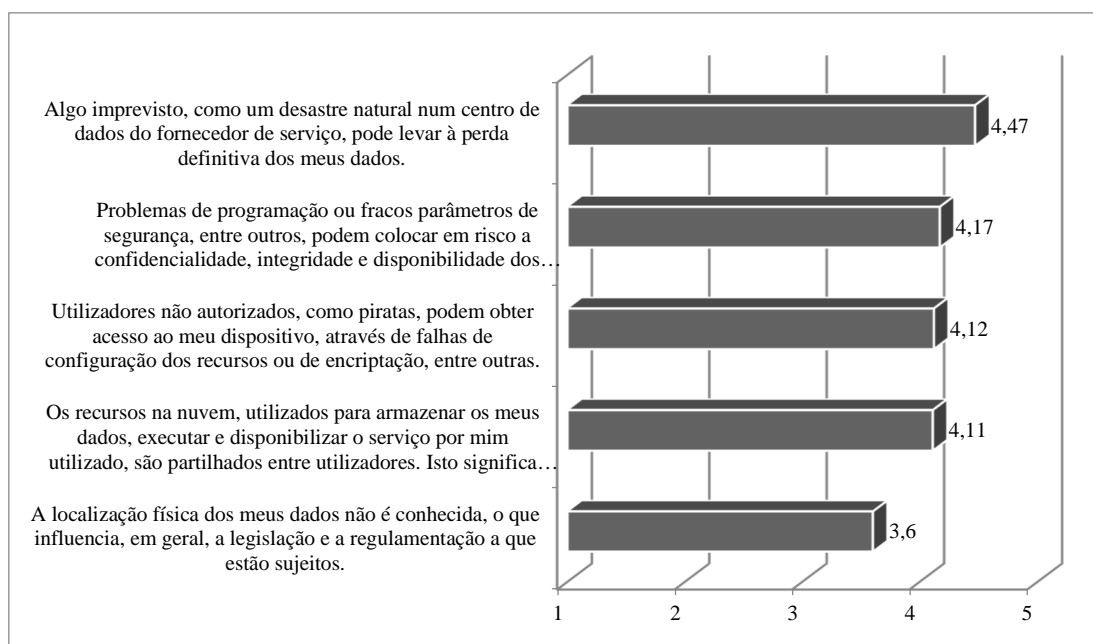 Algo imprevisto, como um desastre natural num centro de
dados do fornecedor de serviço, pode levar à perda
definitiva dos meus dados.
4,47
Problemas de programação ou fracos parâmetros de
segurança, entre outros, podem colocar em risco a
confidencialidade, integridade e disponibilidade dos…
4,17
Utilizadores não autorizados, como piratas, podem obter
acesso ao meu dispositivo, através de falhas de
configuração dos recursos ou de encriptação, entre outras.
4,12
Os recursos na nuvem, utilizados para armazenar os meus
dados, executar e disponibilizar o serviço por mim
utilizado, são partilhados entre utilizadores. Isto significa…
4,11
A localização física dos meus dados não é conhecida, o que
influencia, em geral, a legislação e a regulamentação a que
estão sujeitos.
3,6
1 2 3 4 5